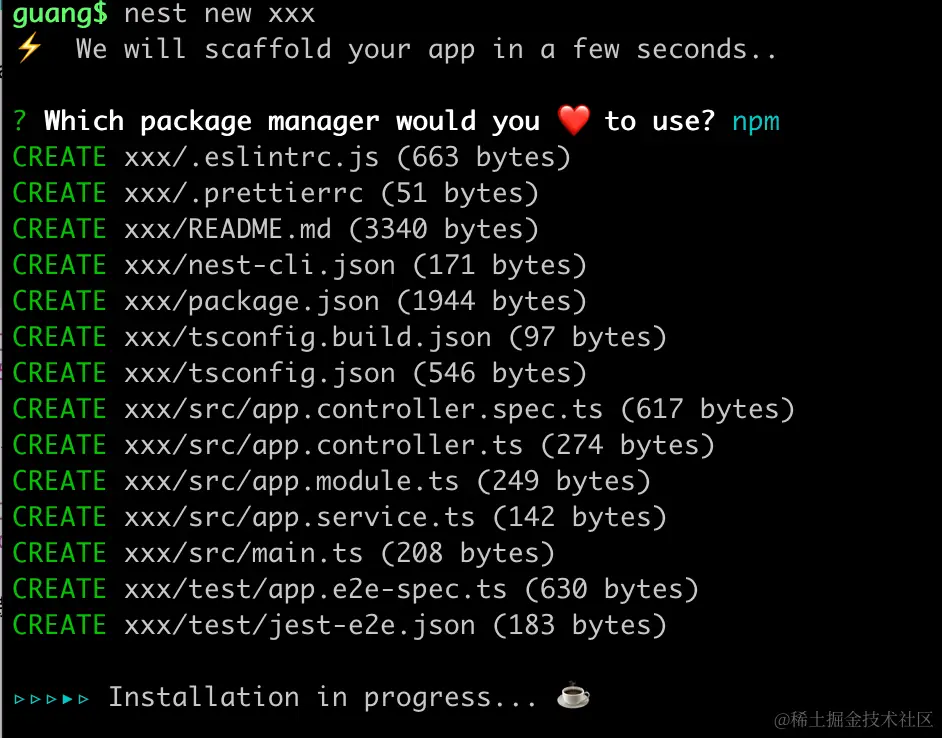 guang$ nest new xxx
⚡ We will scaffold your app in a few seconds..
? Which package manager would you ❤️ to use? npm
CREATE xxx/.eslintrc.js (663 bytes)
CREATE xxx/.prettierrc (51 bytes)
CREATE xxx/README.md (3340 bytes)
CREATE xxx/nest-cli.json (171 bytes)
CREATE xxx/package.json (1944 bytes)
CREATE xxx/tsconfig.build.json (97 bytes)
CREATE xxx/tsconfig.json (546 bytes)
CREATE xxx/src/app.controller.spec.ts (617 bytes)
CREATE xxx/src/app.controller.ts (274 bytes)
CREATE xxx/src/app.module.ts (249 bytes)
CREATE xxx/src/app.service.ts (142 bytes)
CREATE xxx/src/main.ts (208 bytes)
CREATE xxx/test/app.e2e-spec.ts (630 bytes)
CREATE xxx/test/jest-e2e.json (183 bytes)
▹▹▹▸▹ Installation in progress... ☕
@稀土掘金技术社区